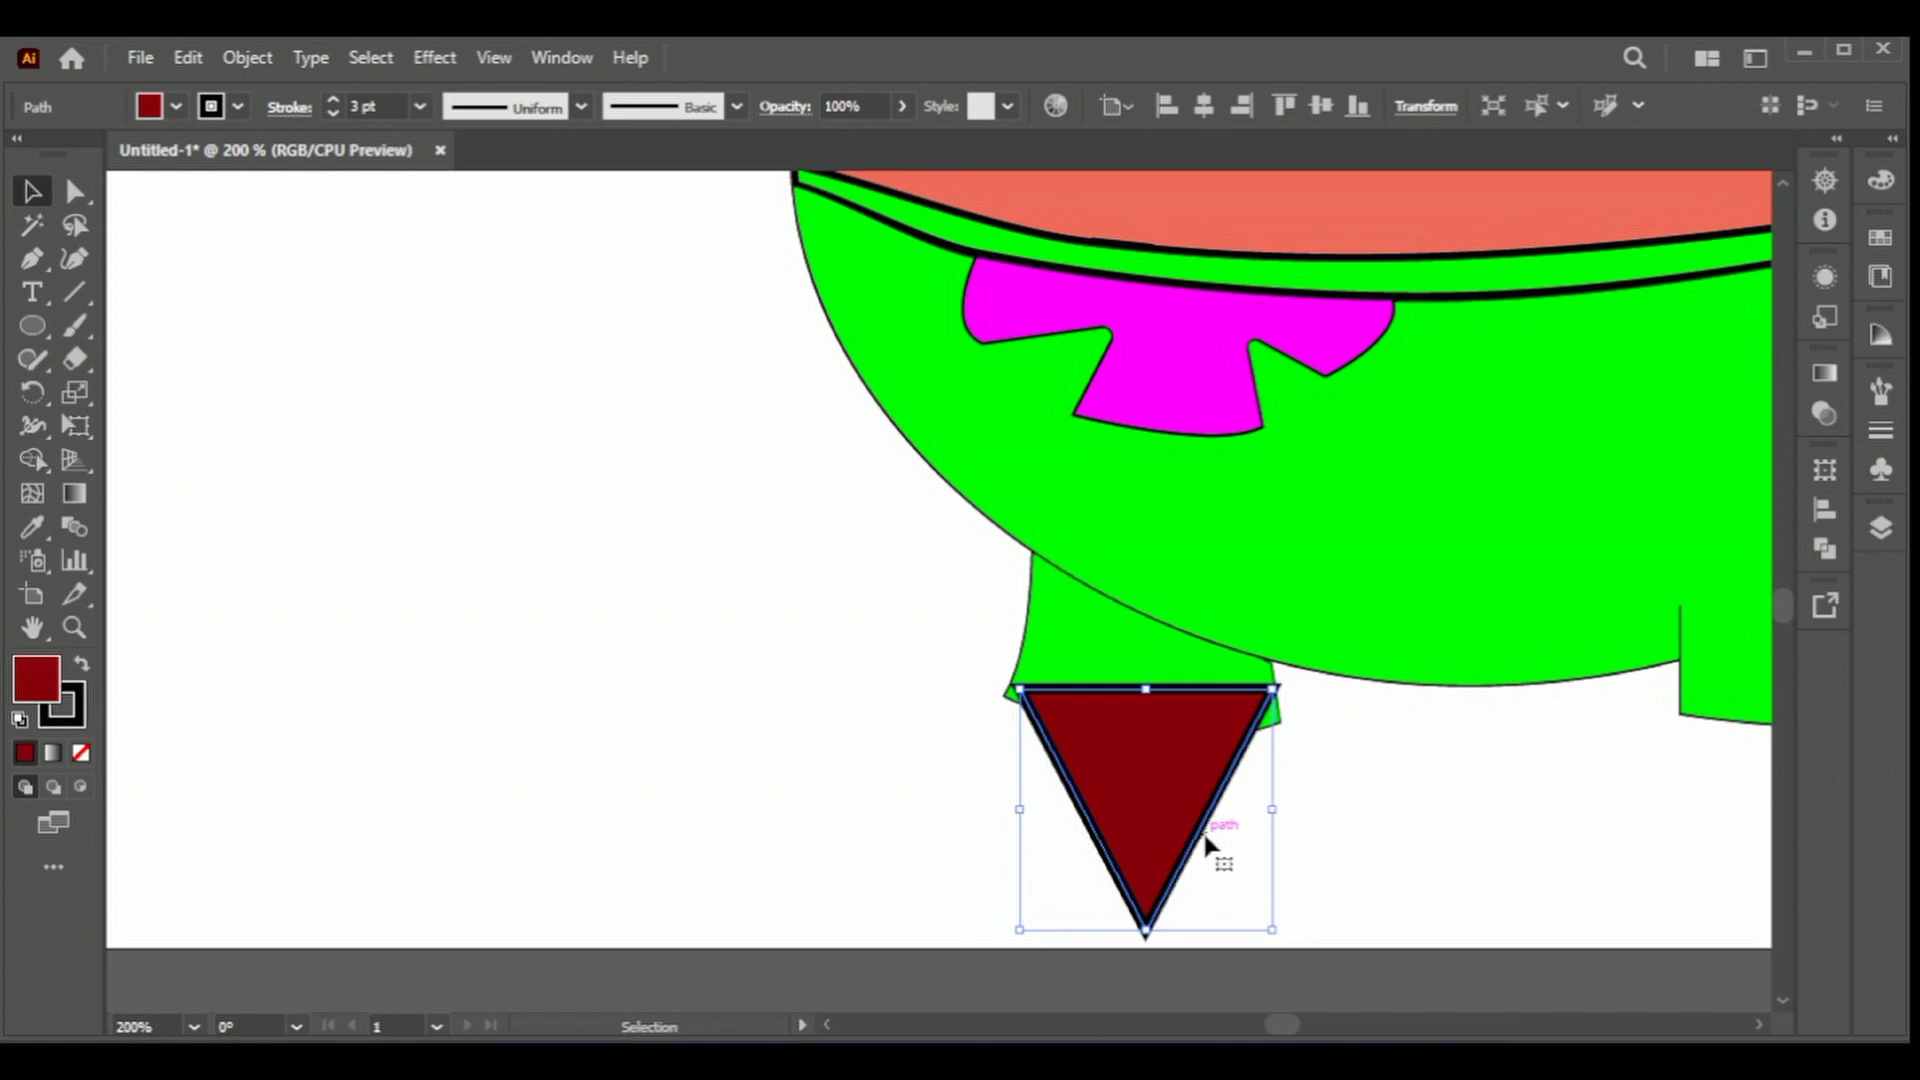 Ai File Edit Object Type Select Effect View Window Help
Path Stroke: 3 pt Uniform Basic Opacity: 100% Style: Transform
Untitled-1* @ 200 % (RGB/CPU Preview)
path
200% 0° 1 Selection